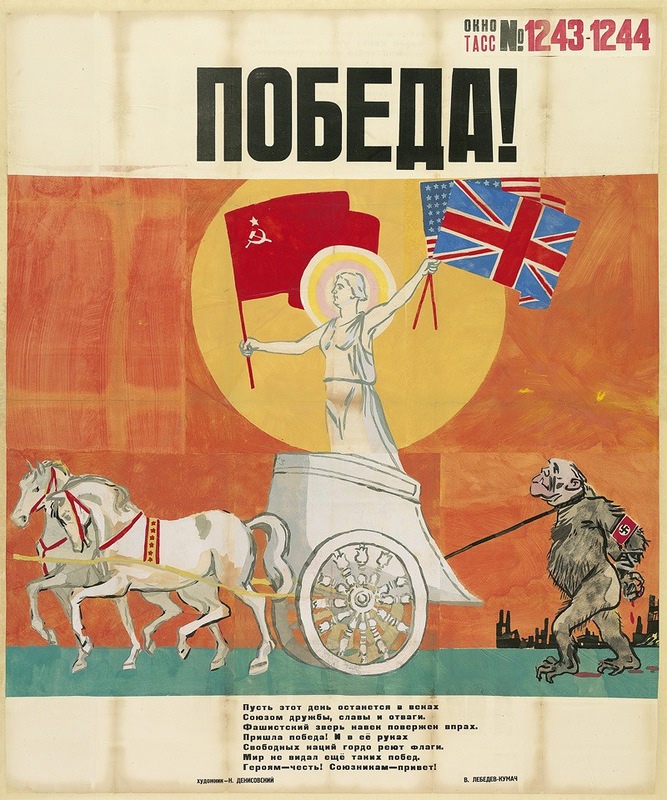 ОКНО
ТАСС №1243-1244
ПОБЕДА!
Пусть этот день останется в веках
Союзом дружбы, славы и отваги.
Фашистский зверь навек повержен впрах.
Пришла победа! И в её руках
Свободных наций гордо реют флаги.
Мир не видал ещё таких побед.
Героям—честь! Союзникам—привет!
художник—Н. ДЕНИСОВСКИЙ
В. ЛЕБЕДЕВ-КУМАЧ